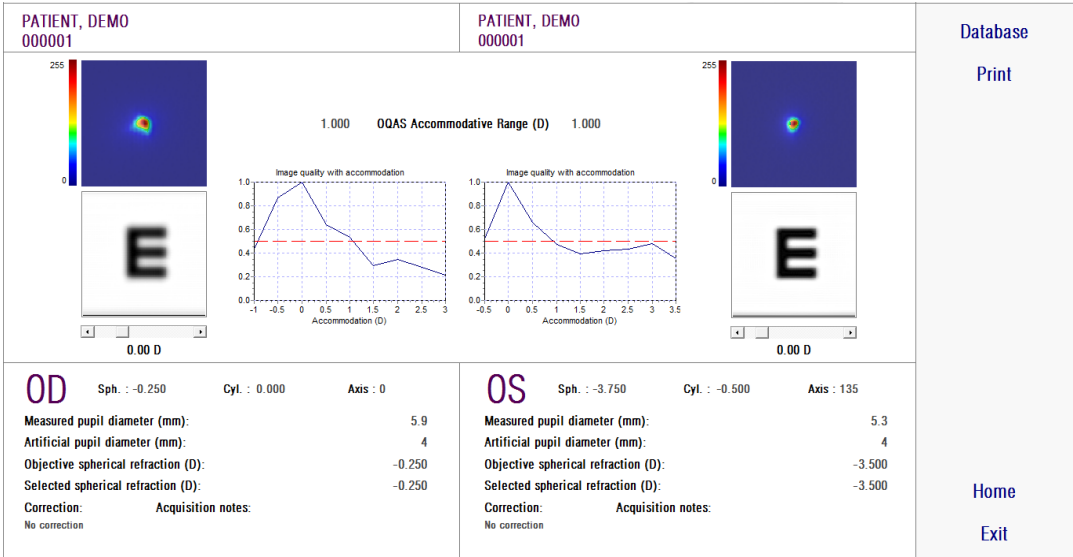 PATIENT, DEMO
000001
PATIENT, DEMO
000001
Database
Print
255
0
1.000 OQAS Accommodative Range (D) 1.000
255
0
Image quality with accommodation
1.0
0.8
0.6
0.4
0.2
0.0
-1 -0.5 0 0.5 1 1.5 2 2.5 3
Accommodation (D)
Image quality with accommodation
1.0
0.8
0.6
0.4
0.2
0.0
-0.5 0 0.5 1 1.5 2 2.5 3 3.5
Accommodation (D)
E
0.00 D
E
0.00 D
OD Sph. : -0.250 Cyl. : 0.000 Axis : 0
Measured pupil diameter (mm): 5.9
Artificial pupil diameter (mm): 4
Objective spherical refraction (D): -0.250
Selected spherical refraction (D): -0.250
Correction: Acquisition notes:
No correction
OS Sph. : -3.750 Cyl. : -0.500 Axis : 135
Measured pupil diameter (mm): 5.3
Artificial pupil diameter (mm): 4
Objective spherical refraction (D): -3.500
Selected spherical refraction (D): -3.500
Correction: Acquisition notes:
No correction
Home
Exit